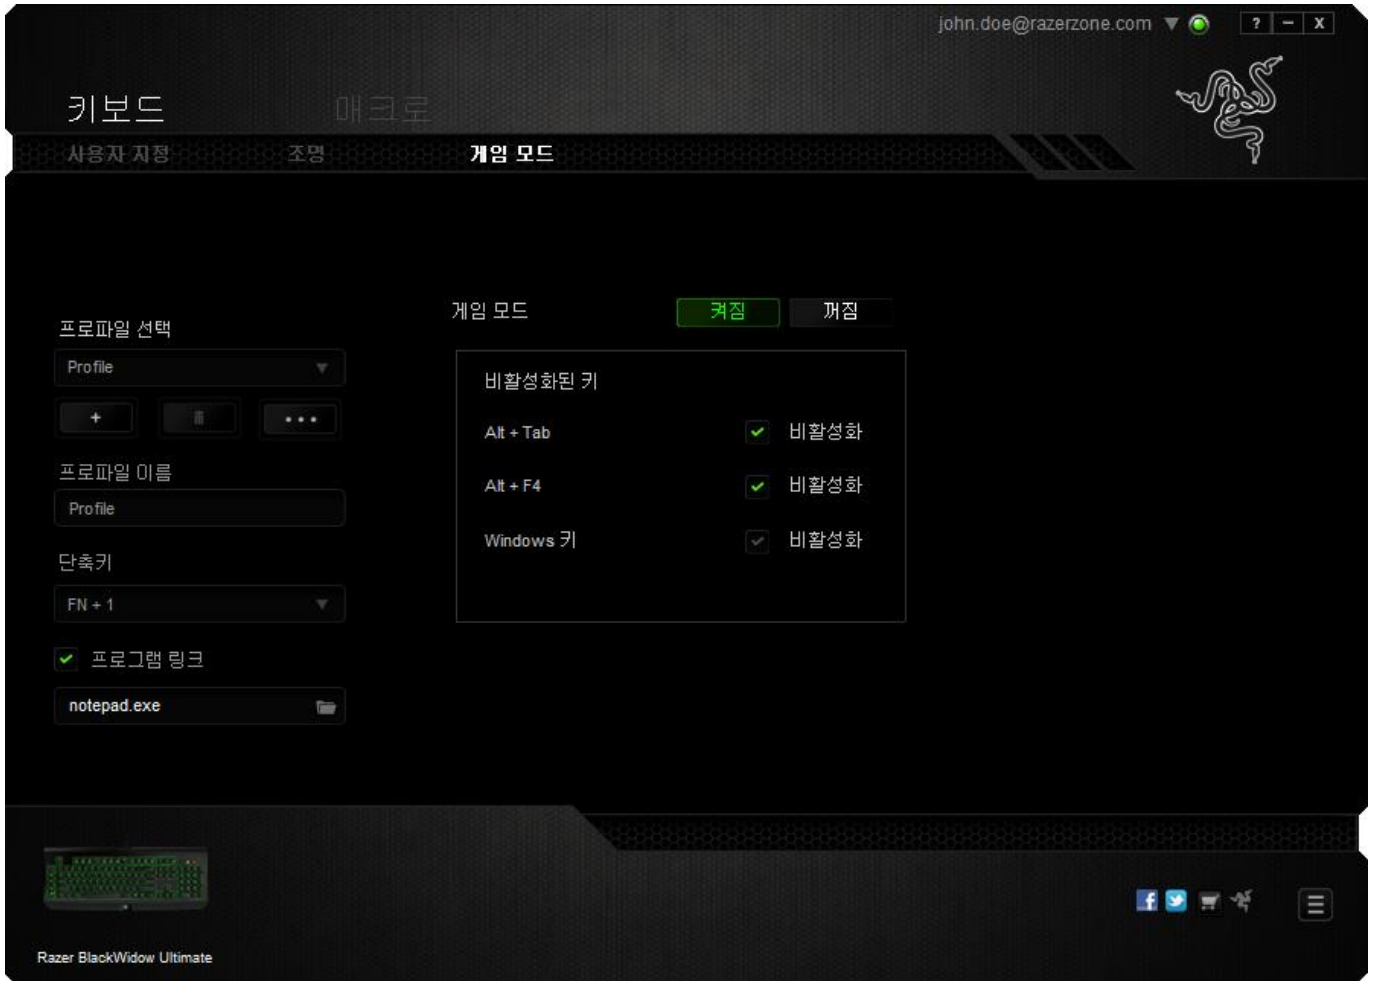 john.doe@razerzone.com
? − X
키보드 매크로
사용자 지정 조명 게임 모드
게임 모드 켜짐 꺼짐
프로파일 선택
Profile
비활성화된 키
+ •••
Alt + Tab 비활성화
프로파일 이름
Alt + F4 비활성화
Profile
Windows 키 비활성화
단축키
FN + 1
프로그램 링크
notepad.exe
Razer BlackWidow Ultimate